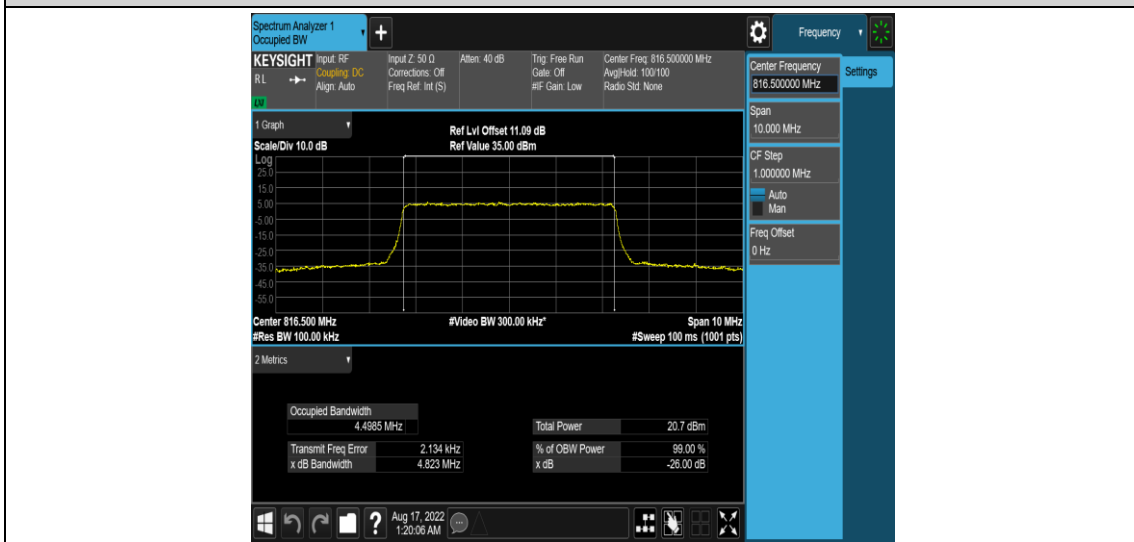 Spectrum Analyzer 1
Occupied BW
Frequency
KEYSIGHT
RL
Input: RF
Coupling: DC
Align: Auto
Input Z: 50 Ω
Corrections: Off
Freq Ref: Int (S)
Atten: 40 dB
Trig: Free Run
Gate: Off
#IF Gain: Low
Center Freq: 816.500000 MHz
Avg|Hold: 100/100
Radio Std: None
1 Graph
Scale/Div 10.0 dB
Ref Lvl Offset 11.09 dB
Ref Value 35.00 dBm
Log
25.0
15.0
5.00
-5.00
-15.0
-25.0
-35.0
-45.0
-55.0
Center 816.500 MHz
#Video BW 300.00 kHz*
Span 10 MHz
#Res BW 100.00 kHz
#Sweep 100 ms (1001 pts)
2 Metrics
Occupied Bandwidth
4.4985 MHz
Transmit Freq Error 2.134 kHz
x dB Bandwidth 4.823 MHz
Total Power 20.7 dBm
% of OBW Power 99.00 %
x dB -26.00 dB
Aug 17, 2022
1:20:06 AM
Center Frequency
816.500000 MHz
Span
10.000 MHz
CF Step
1.000000 MHz
Auto
Man
Freq Offset
0 Hz
Settings